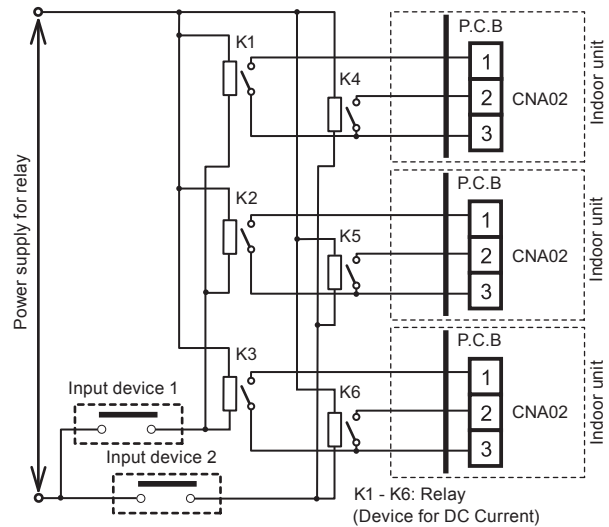 P.C.B
K1
1
K4
2
CNA02
3
Indoor unit
P.C.B
K2
1
K5
2
CNA02
3
Indoor unit
P.C.B
K3
1
K6
2
CNA02
3
Indoor unit
Power supply for relay
Input device 1
Input device 2
K1 - K6: Relay
(Device for DC Current)